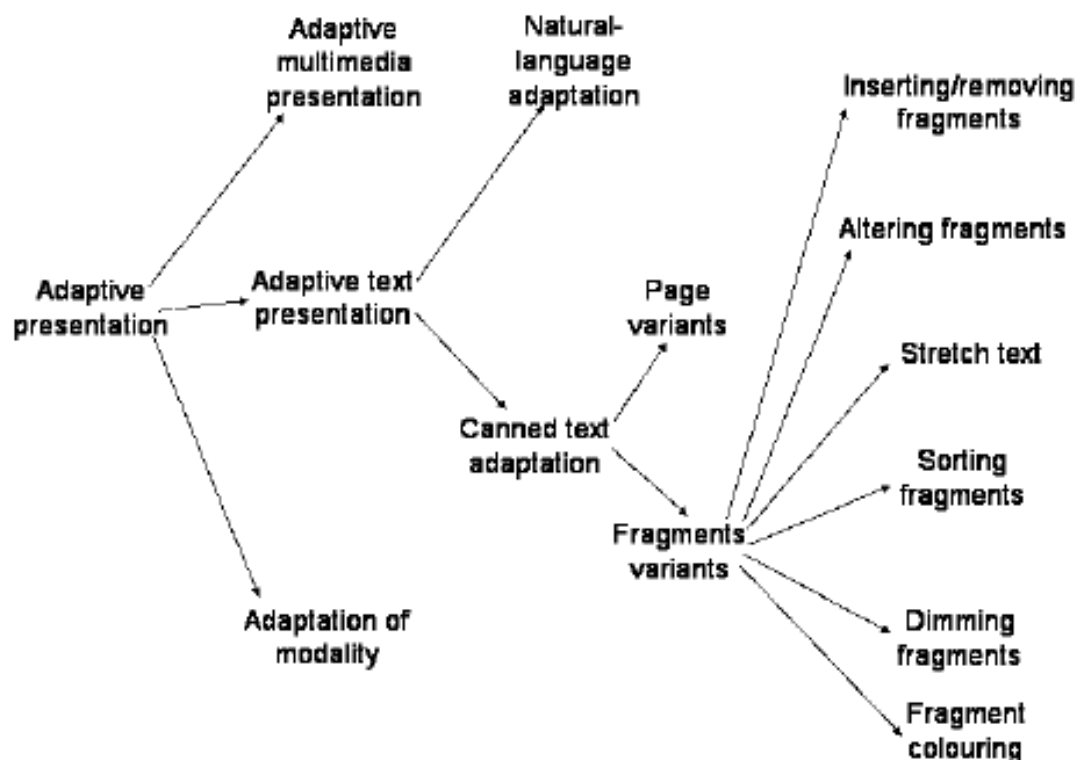 Adaptive
multimedia
presentation
Natural-
language
adaptation
Inserting/removing
fragments
Altering fragments
Adaptive
presentation
Adaptive text
presentation
Page
variants
Stretch text
Canned text
adaptation
Sorting
fragments
Fragments
variants
Adaptation of
modality
Dimming
fragments
Fragment
colouring